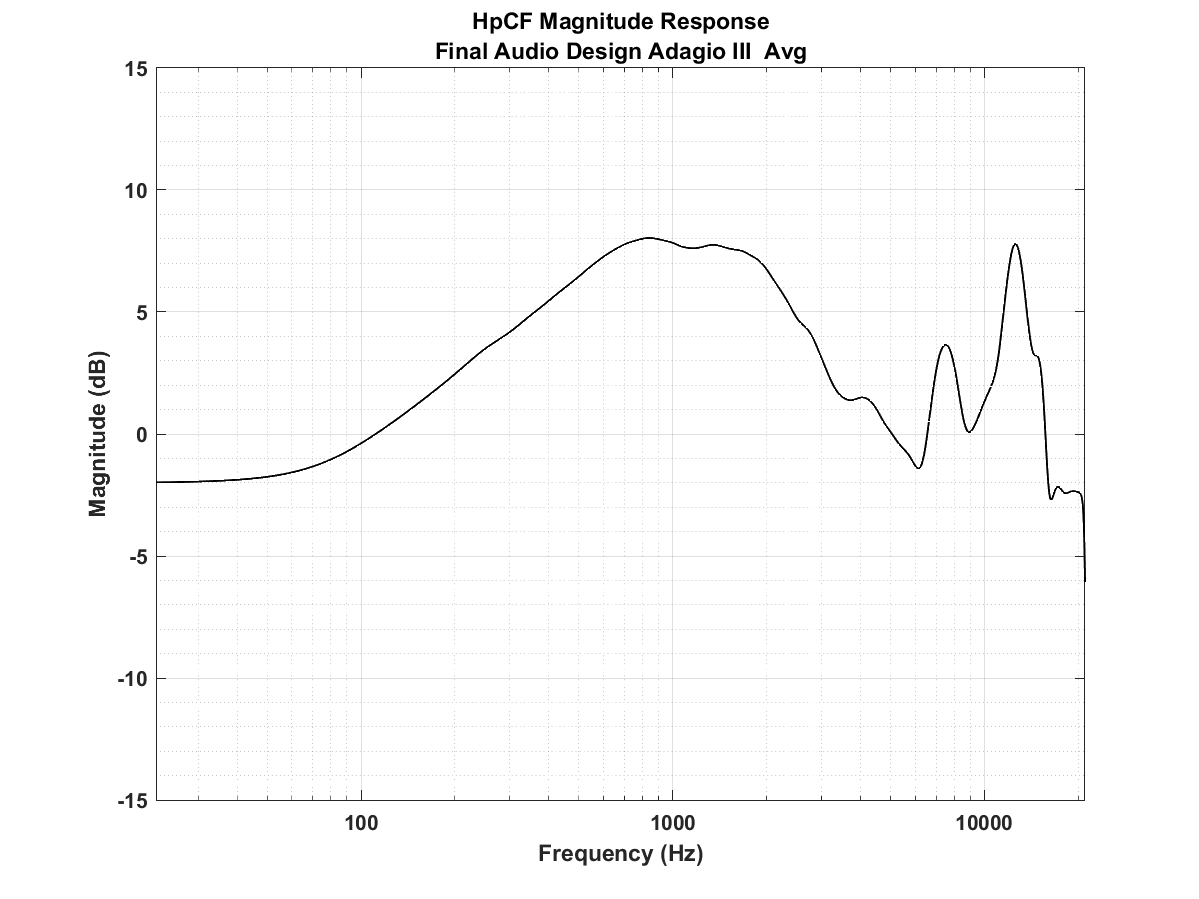 HpCF Magnitude Response
Final Audio Design Adagio III  Avg
15
10
5
0
-5
-10
-15
Magnitude (dB)
100
1000
10000
Frequency (Hz)